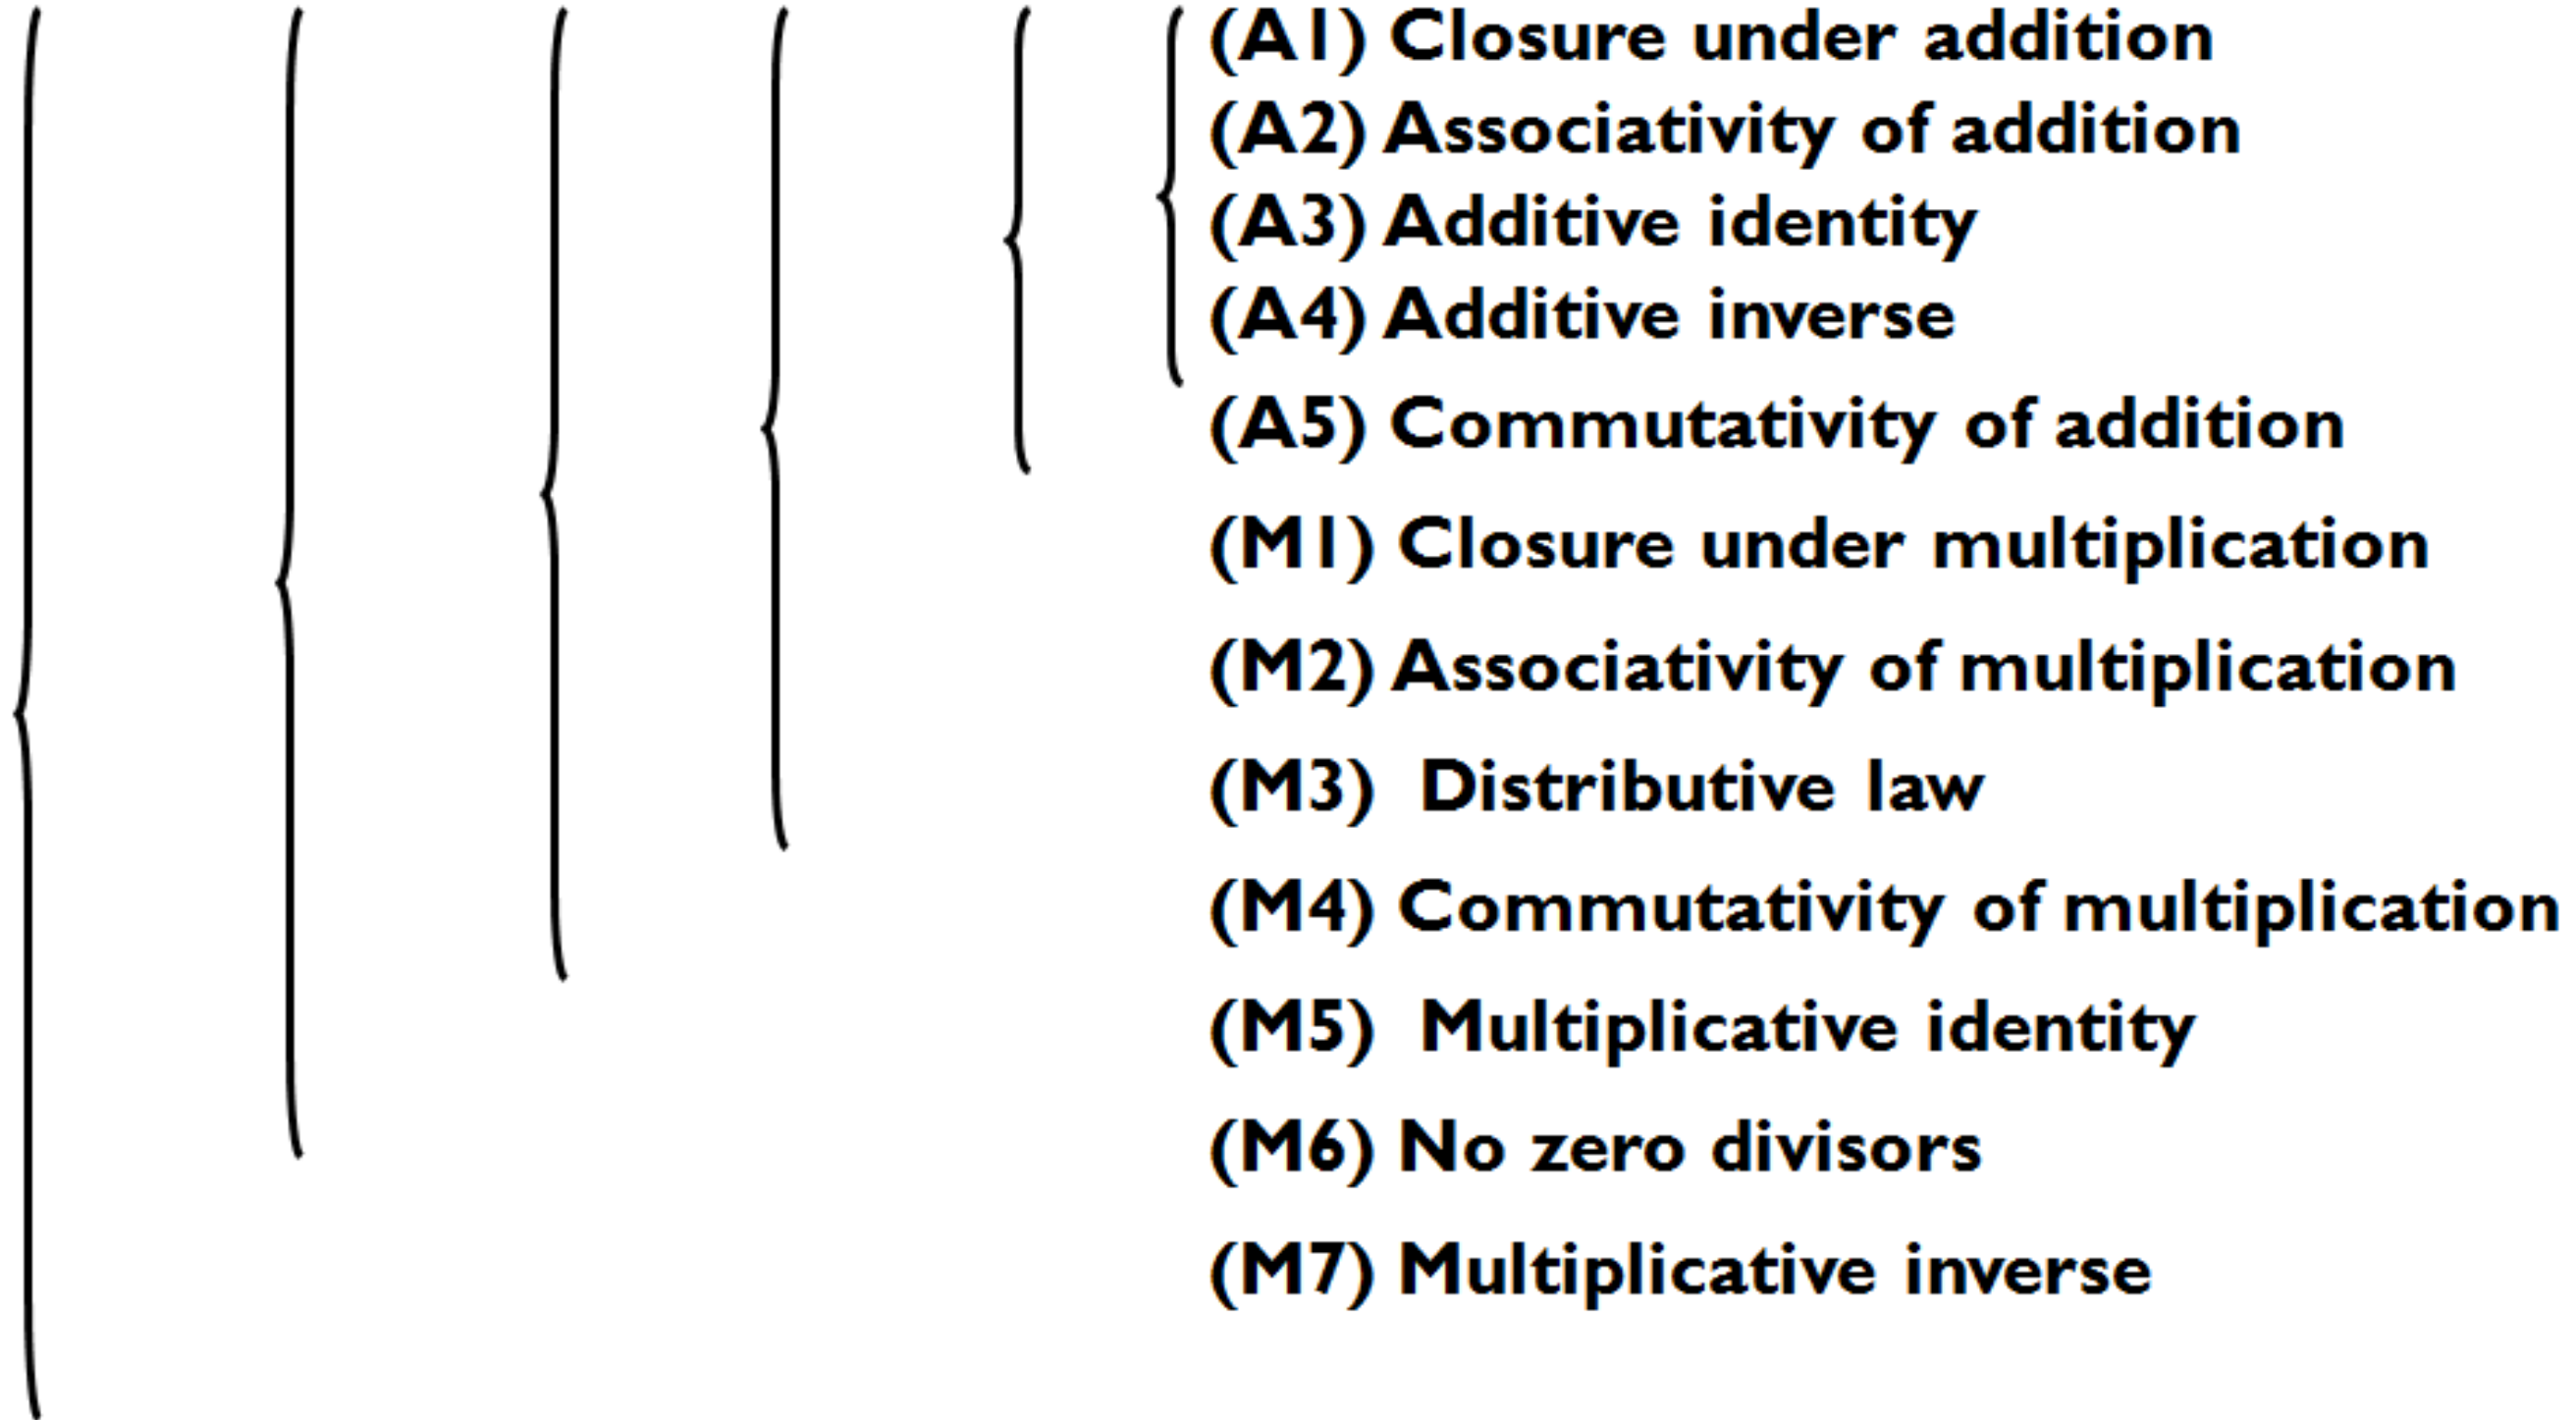 (A1) Closure under addition
(A2) Associativity of addition
(A3) Additive identity
(A4) Additive inverse
(A5) Commutativity of addition
(M1) Closure under multiplication
(M2) Associativity of multiplication
(M3) Distributive law
(M4) Commutativity of multiplication
(M5) Multiplicative identity
(M6) No zero divisors
(M7) Multiplicative inverse